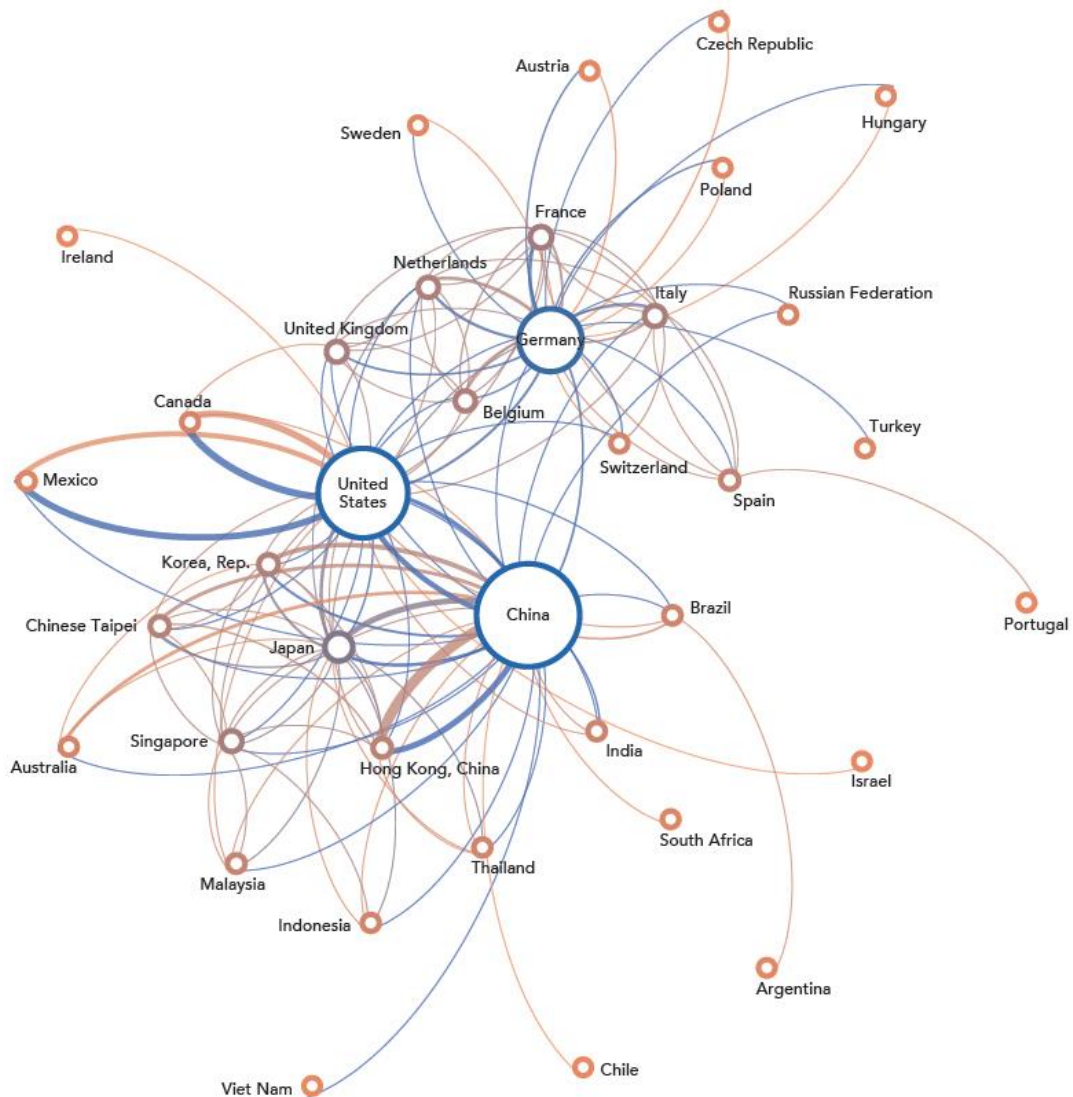 Czech Republic
Austria
Hungary
Sweden
Poland
France
Ireland
Netherlands
Italy
Russian Federation
United Kingdom
Germany
Canada
Belgium
Turkey
Switzerland
Mexico
United
States
Spain
Korea, Rep.
China
Brazil
Chinese Taipei
Portugal
Japan
Singapore
India
Australia
Hong Kong, China
Israel
South Africa
Thailand
Malaysia
Indonesia
Argentina
Chile
Viet Nam